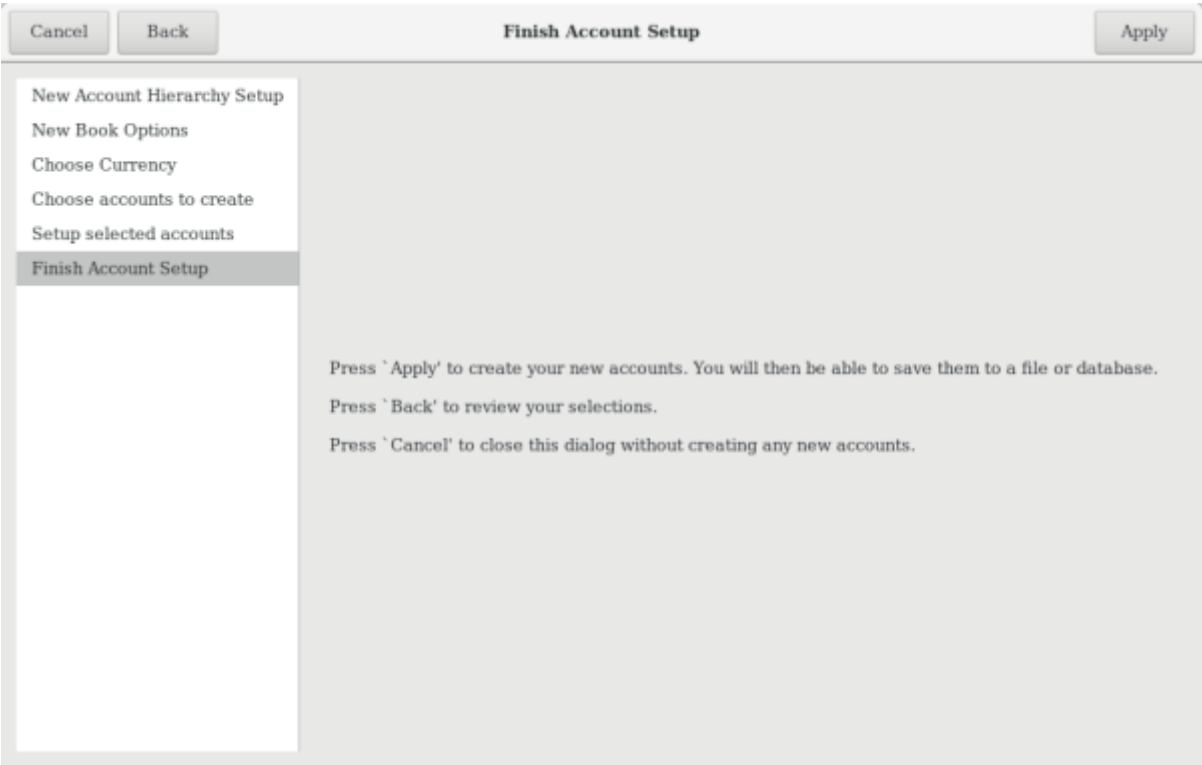 Cancel
Back
Finish Account Setup
Apply
New Account Hierarchy Setup
New Book Options
Choose Currency
Choose accounts to create
Setup selected accounts
Finish Account Setup
Press `Apply' to create your new accounts. You will then be able to save them to a file or database.
Press `Back' to review your selections.
Press `Cancel' to close this dialog without creating any new accounts.